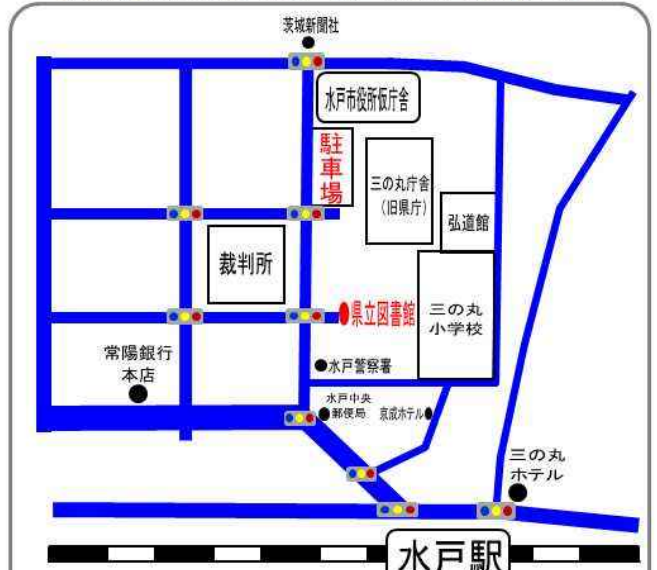 茨城新聞社
水戸市役所仮庁舎
駐車場
三の丸庁舎
(旧県庁)
弘道館
裁判所
県立図書館
三の丸
小学校
常陽銀行
本店
水戸警察署
水戸中央
郵便局
京成ホテル
三の丸
ホテル
水戸駅